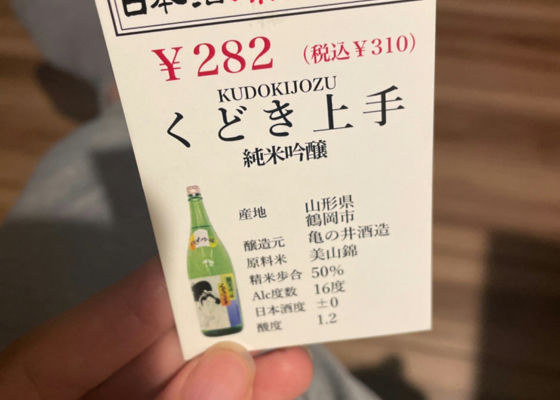 日本酒
¥282 (税込¥310)
KUDOKIJOZU
くどき上手
純米吟醸
産地 山形県
鶴岡市
醸造元 亀の井酒造
原料米 美山錦
精米歩合 50%
Alc度数 16度
日本酒度 ±0
酸度 1.2